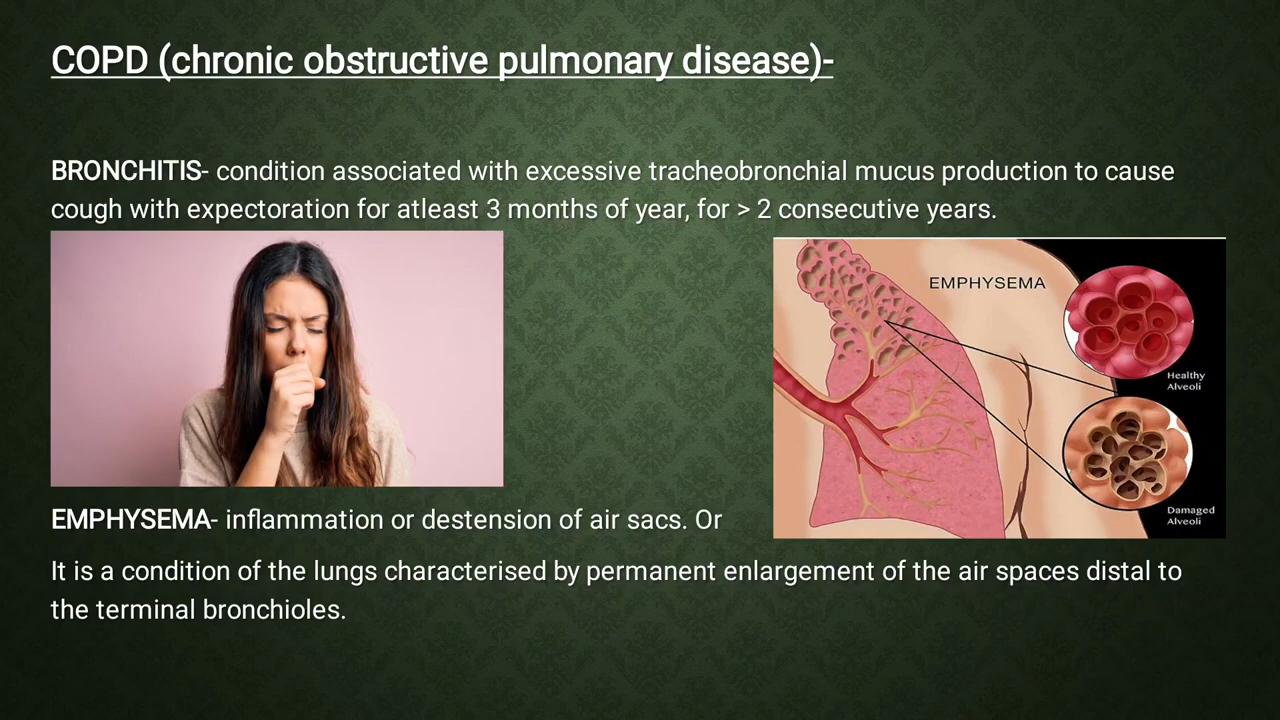 COPD (chronic obstructive pulmonary disease)-
BRONCHITIS- condition associated with excessive tracheobronchial mucus production to cause
cough with expectoration for atleast 3 months of year, for > 2 consecutive years.
EMPHYSEMA
Healthy
Alveoli
Damaged
Alveoli
EMPHYSEMA- inflammation or destension of air sacs. Or
It is a condition of the lungs characterised by permanent enlargement of the air spaces distal to
the terminal bronchioles.